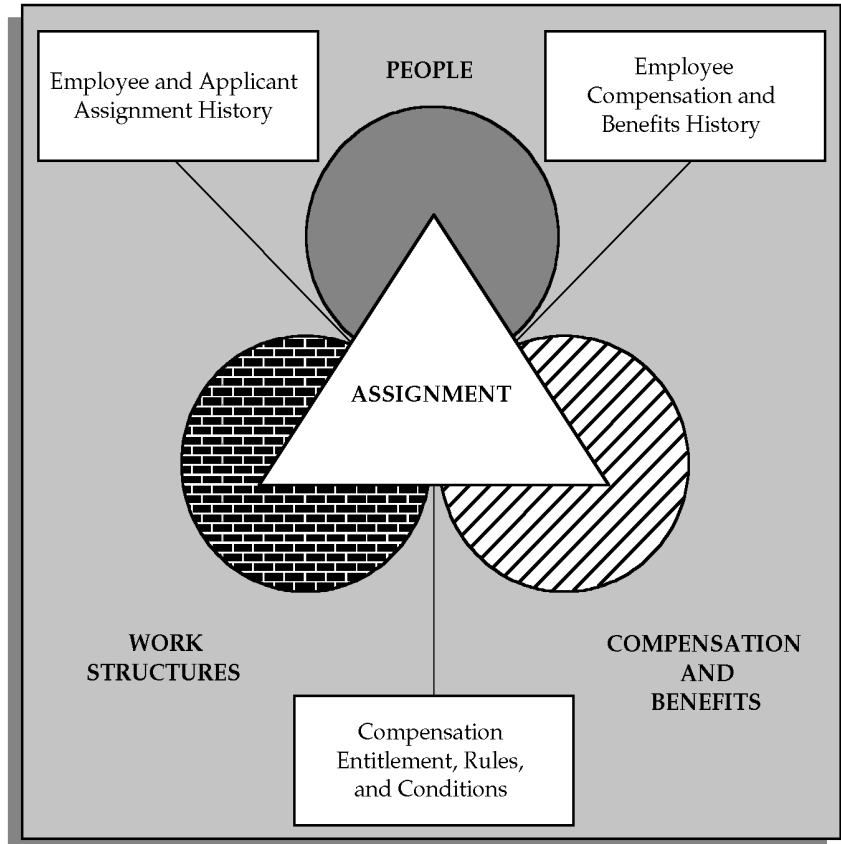 Employee and Applicant
Assignment History
PEOPLE
Employee
Compensation and
Benefits History
ASSIGNMENT
WORK
STRUCTURES
COMPENSATION
AND
BENEFITS
Compensation
Entitlement, Rules,
and Conditions